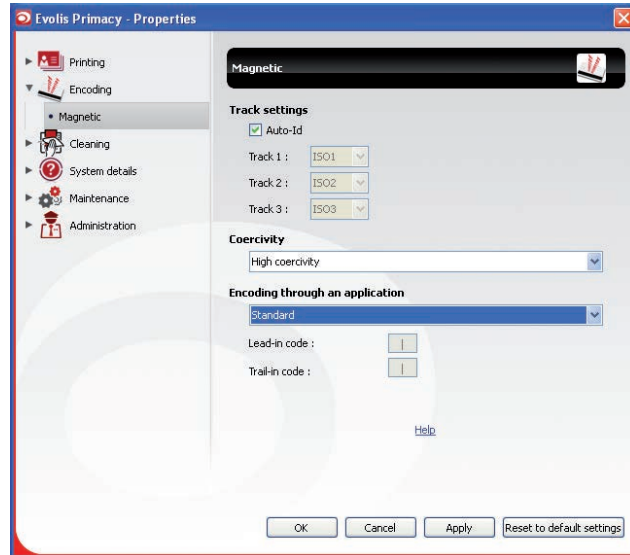 Evolis Primacy - Properties
Printing
Encoding
Magnetic
Cleaning
System details
Maintenance
Administration
Magnetic
Track settings
Auto-Id
Track 1 : ISO1
Track 2 : ISO2
Track 3 : ISO3
Coercivity
High coercivity
Encoding through an application
Standard
Lead-in code : |
Trail-in code : |
Help
OK Cancel Apply Reset to default settings